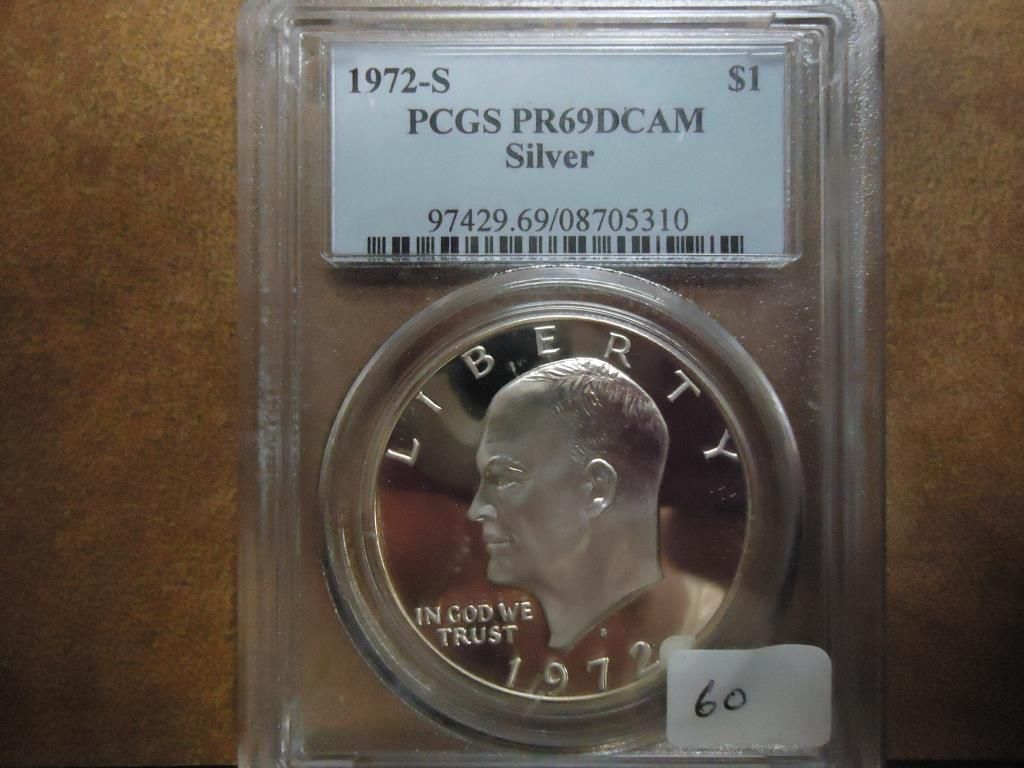 1972-S $1
PCGS PR69DCAM
Silver
97429.69/08705310
LIBERTY
IN GOD WE
TRUST
S
1972
60